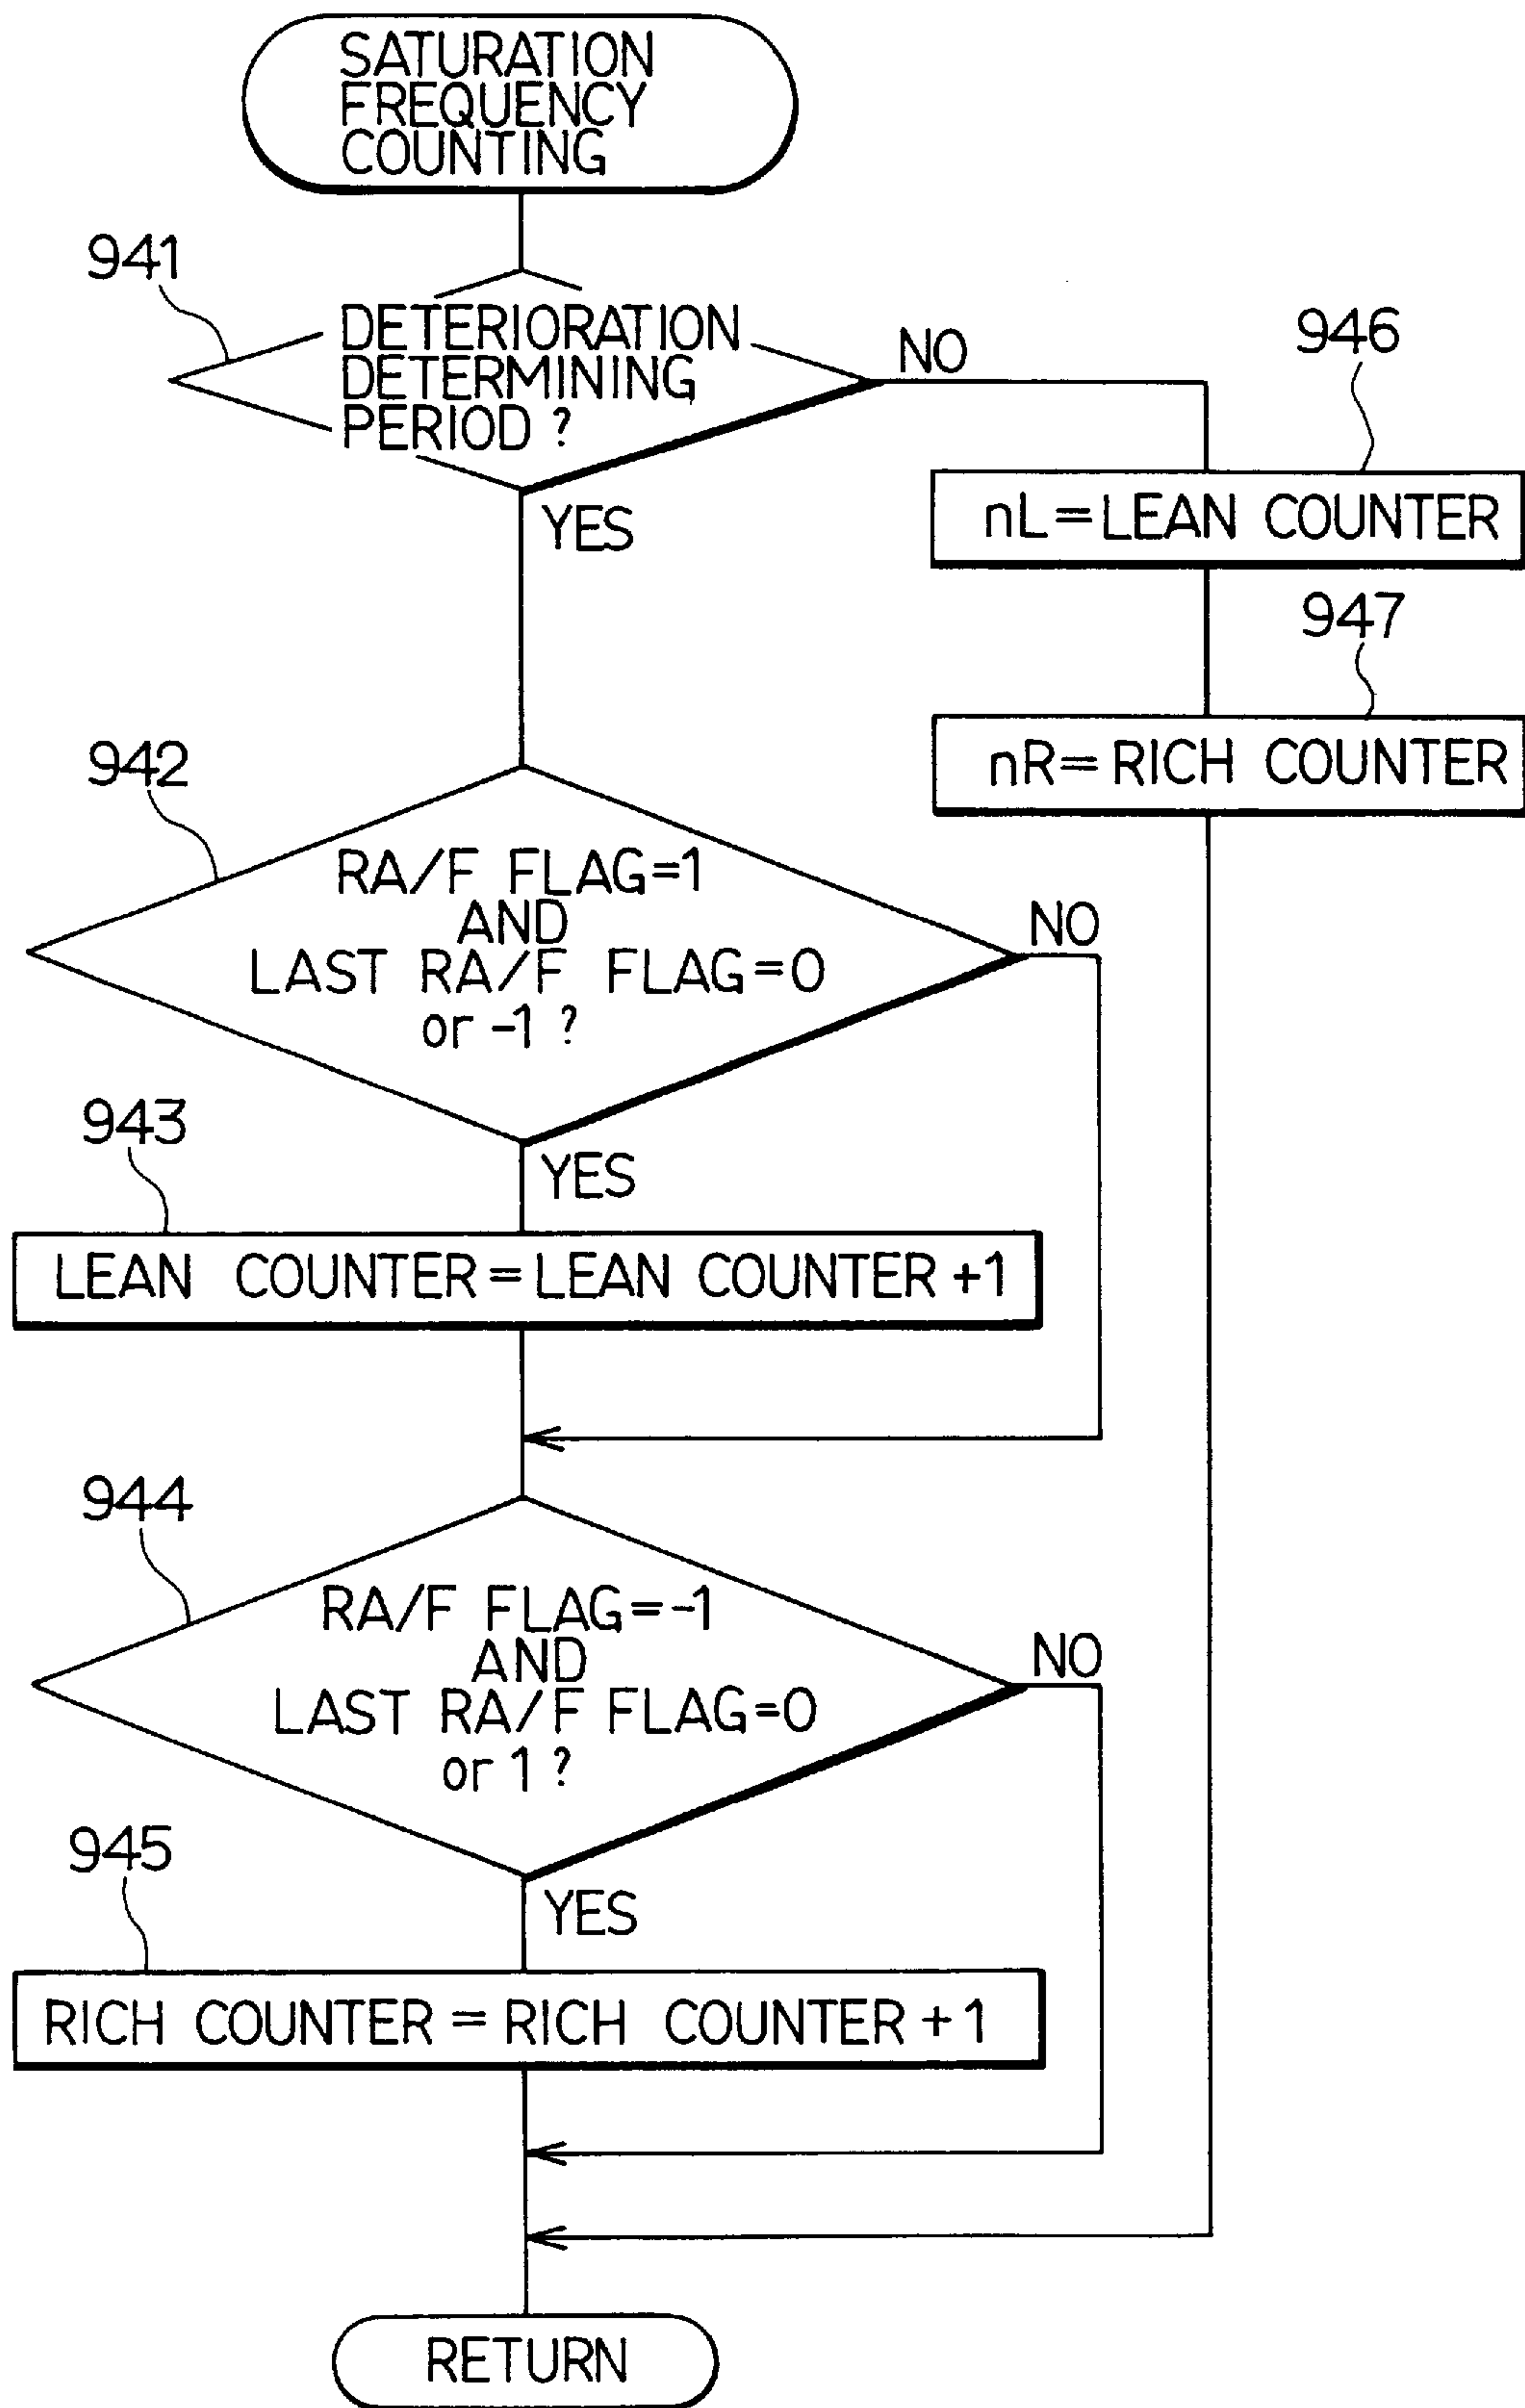 SATURATION
FREQUENCY
COUNTING
941
DETERIORATION
DETERMINING
PERIOD ?
NO
YES
946
nL=LEAN COUNTER
947
nR=RICH COUNTER
942
RA/F FLAG=1
AND
LAST RA/F FLAG=0
or -1 ?
NO
YES
943
LEAN COUNTER=LEAN COUNTER +1
944
RA/F FLAG=-1
AND
LAST RA/F FLAG=0
or 1 ?
NO
YES
945
RICH COUNTER = RICH COUNTER +1
RETURN